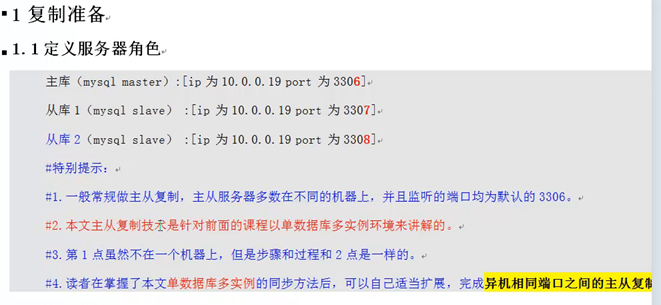 1 复制准备
1.1 定义服务器角色
主库（mysql master）:[ip 为 10.0.0.19 port 为 3306]
从库 1（mysql slave） :[ip 为 10.0.0.19 port 为 3307]
从库 2（mysql slave） :[ip 为 10.0.0.19 port 为 3308]
#特别提示：
#1.一般常规做主从复制，主从服务器多数在不同的机器上，并且监听的端口均为默认的 3306。
#2.本文主从复制技术是针对前面的课程以单数据库多实例环境来讲解的。
#3.第 1 点虽然不在一个机器上，但是步骤和过程和 2 点是一样的。
#4.读者在掌握了本文单数据库多实例的同步方法后，可以自己适当扩展，完成异机相同端口之间的主从复制